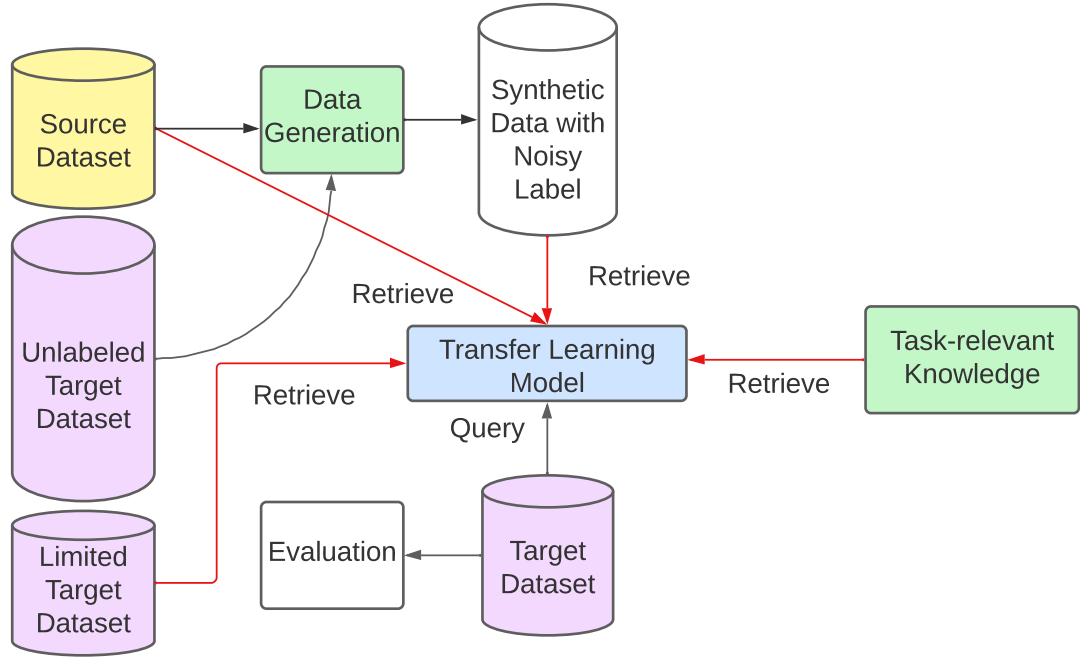 Source
Dataset
Data
Generation
Synthetic
Data with
Noisy
Label
Unlabeled
Target
Dataset
Retrieve
Retrieve
Transfer Learning
Model
Task-relevant
Knowledge
Retrieve
Retrieve
Query
Limited
Target
Dataset
Evaluation
Target
Dataset